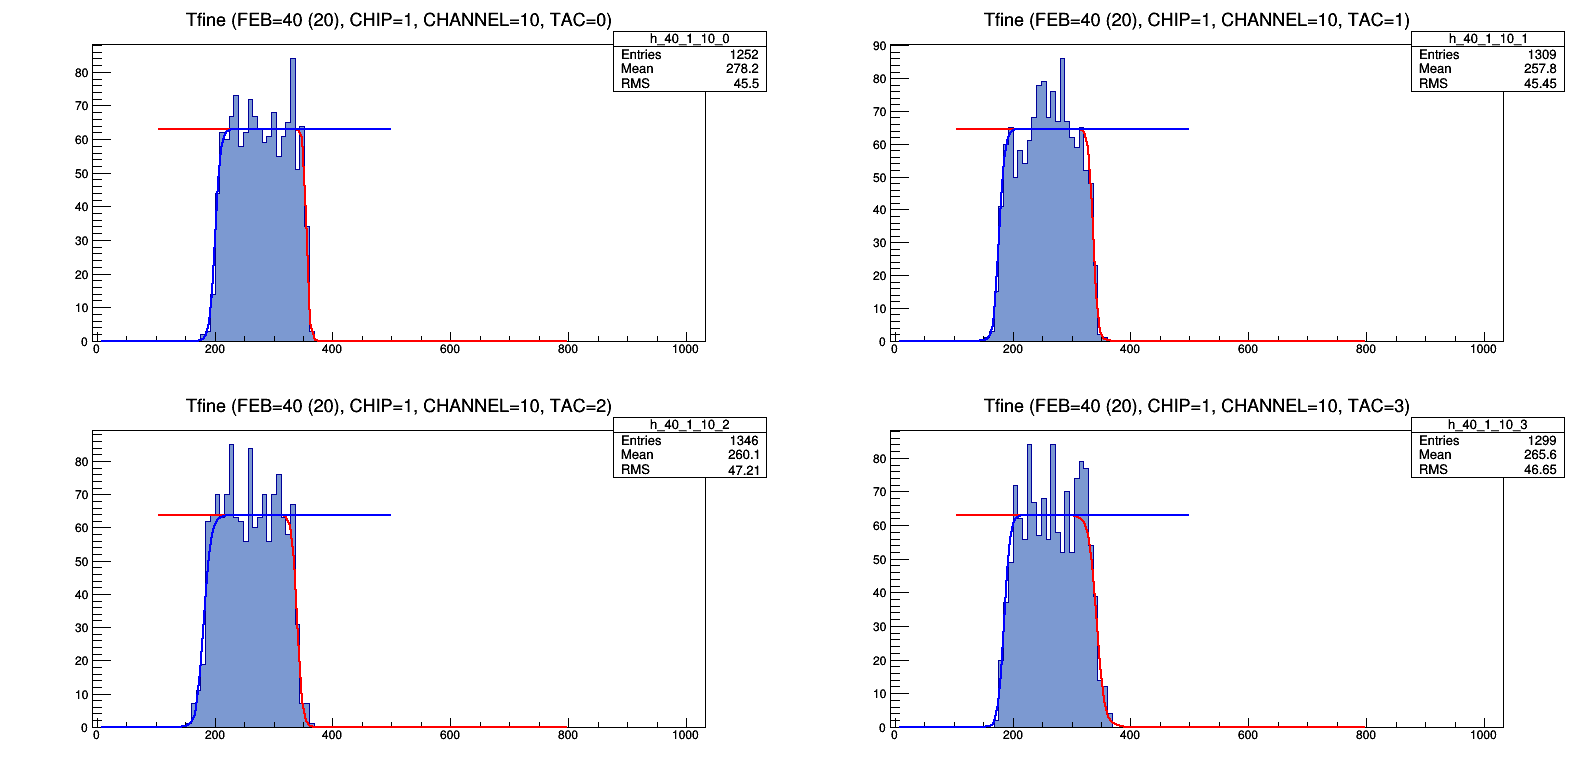 Tfine (FEB=40 (20), CHIP=1, CHANNEL=10, TAC=0)
h_40_1_10_0
Entries 1252
Mean 278.2
RMS 45.5
80
70
60
50
40
30
20
10
0
0 200 400 600 800 1000
Tfine (FEB=40 (20), CHIP=1, CHANNEL=10, TAC=1)
h_40_1_10_1
Entries 1309
Mean 257.8
RMS 45.45
90
80
70
60
50
40
30
20
10
0
0 200 400 600 800 1000
Tfine (FEB=40 (20), CHIP=1, CHANNEL=10, TAC=2)
h_40_1_10_2
Entries 1346
Mean 260.1
RMS 47.21
80
70
60
50
40
30
20
10
0
0 200 400 600 800 1000
Tfine (FEB=40 (20), CHIP=1, CHANNEL=10, TAC=3)
h_40_1_10_3
Entries 1299
Mean 265.6
RMS 46.65
80
70
60
50
40
30
20
10
0
0 200 400 600 800 1000